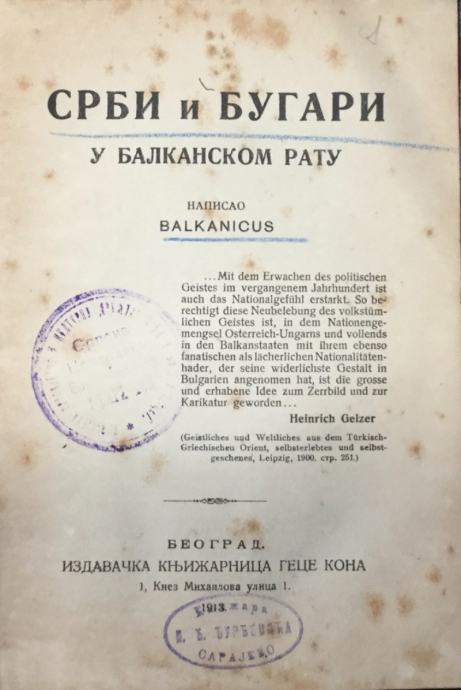 СРБИ и БУГАРИ
У БАЛКАНСКОМ РАТУ
НАПИСАО
BALKANICUS
...Mit dem Erwachen des politischen
Geistes im vergangenem Jahrhundert ist
auch das Nationalgefühl erstarkt. So be-
rechtigt diese Neubelebung des volkstüm-
lichen Geistes ist, in dem Nationenge-
mengsel Österreich-Ungarns und vollends
in den Balkanstaaten mit ihrem ebenso
fanatischen als lächerlichen Nationalitäten-
hader, der seine widerlichste Gestalt in
Bulgarien angenomen hat, ist die grosse
und erhabene Idee zum Zerrbild und zur
Karikatur geworden...
Heinrich Gelzer
(Geistliches und Weltliches aus dem Türkisch-
Griechischen Orient, selbsterlebtes und selbst-
geschenes, Leipzig, 1900. стр. 251.)
БЕОГРАД.
ИЗДАВАЧКА КЊИЖАРНИЦА ГЕЦЕ КОНА
1, Кнез Михаилова улица 1.
1913.
Књижара
САРАЈЕВО